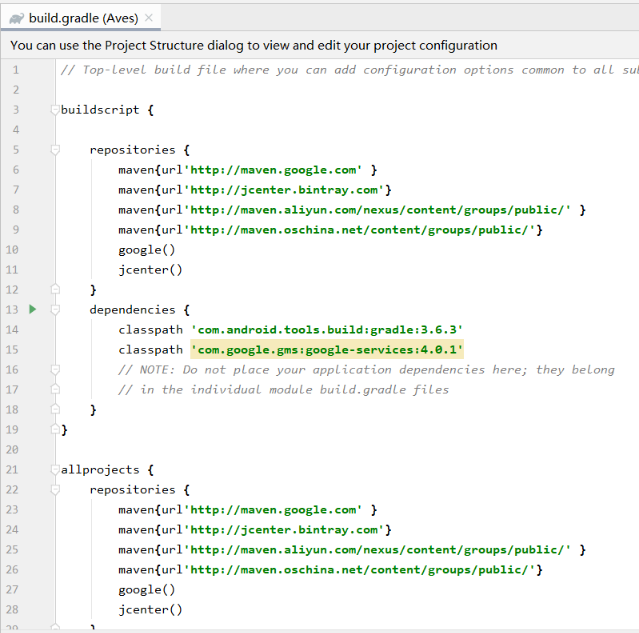 build.gradle (Aves)
You can use the Project Structure dialog to view and edit your project configuration
1 // Top-level build file where you can add configuration options common to all sub
2
3 buildscript {
4
5 repositories {
6 maven{url'http://maven.google.com' }
7 maven{url'http://jcenter.bintray.com'}
8 maven{url'http://maven.aliyun.com/nexus/content/groups/public/' }
9 maven{url'http://maven.oschina.net/content/groups/public/'}
10 google()
11 jcenter()
12 }
13 dependencies {
14 classpath 'com.android.tools.build:gradle:3.6.3'
15 classpath 'com.google.gms:google-services:4.0.1'
16 // NOTE: Do not place your application dependencies here; they belong
17 // in the individual module build.gradle files
18 }
19 }
20
21 allprojects {
22 repositories {
23 maven{url'http://maven.google.com' }
24 maven{url'http://jcenter.bintray.com'}
25 maven{url'http://maven.aliyun.com/nexus/content/groups/public/' }
26 maven{url'http://maven.oschina.net/content/groups/public/'}
27 google()
28 jcenter()
29 }